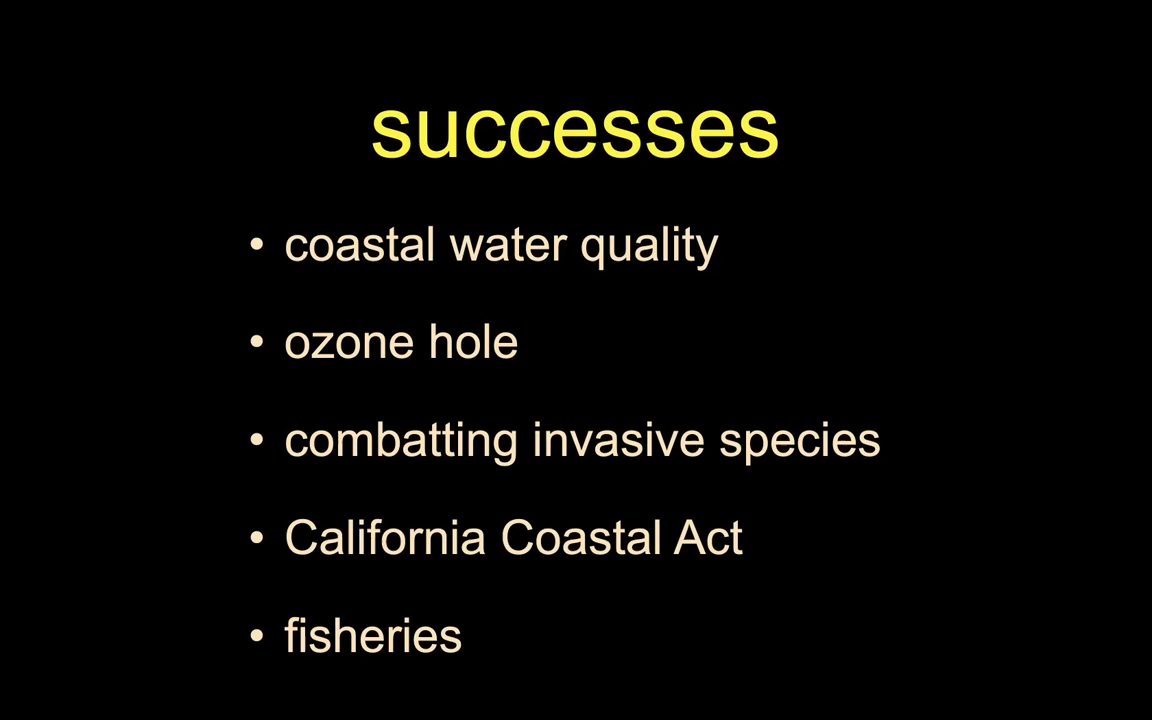 successes
• coastal water quality
• ozone hole
• combatting invasive species
• California Coastal Act
• fisheries